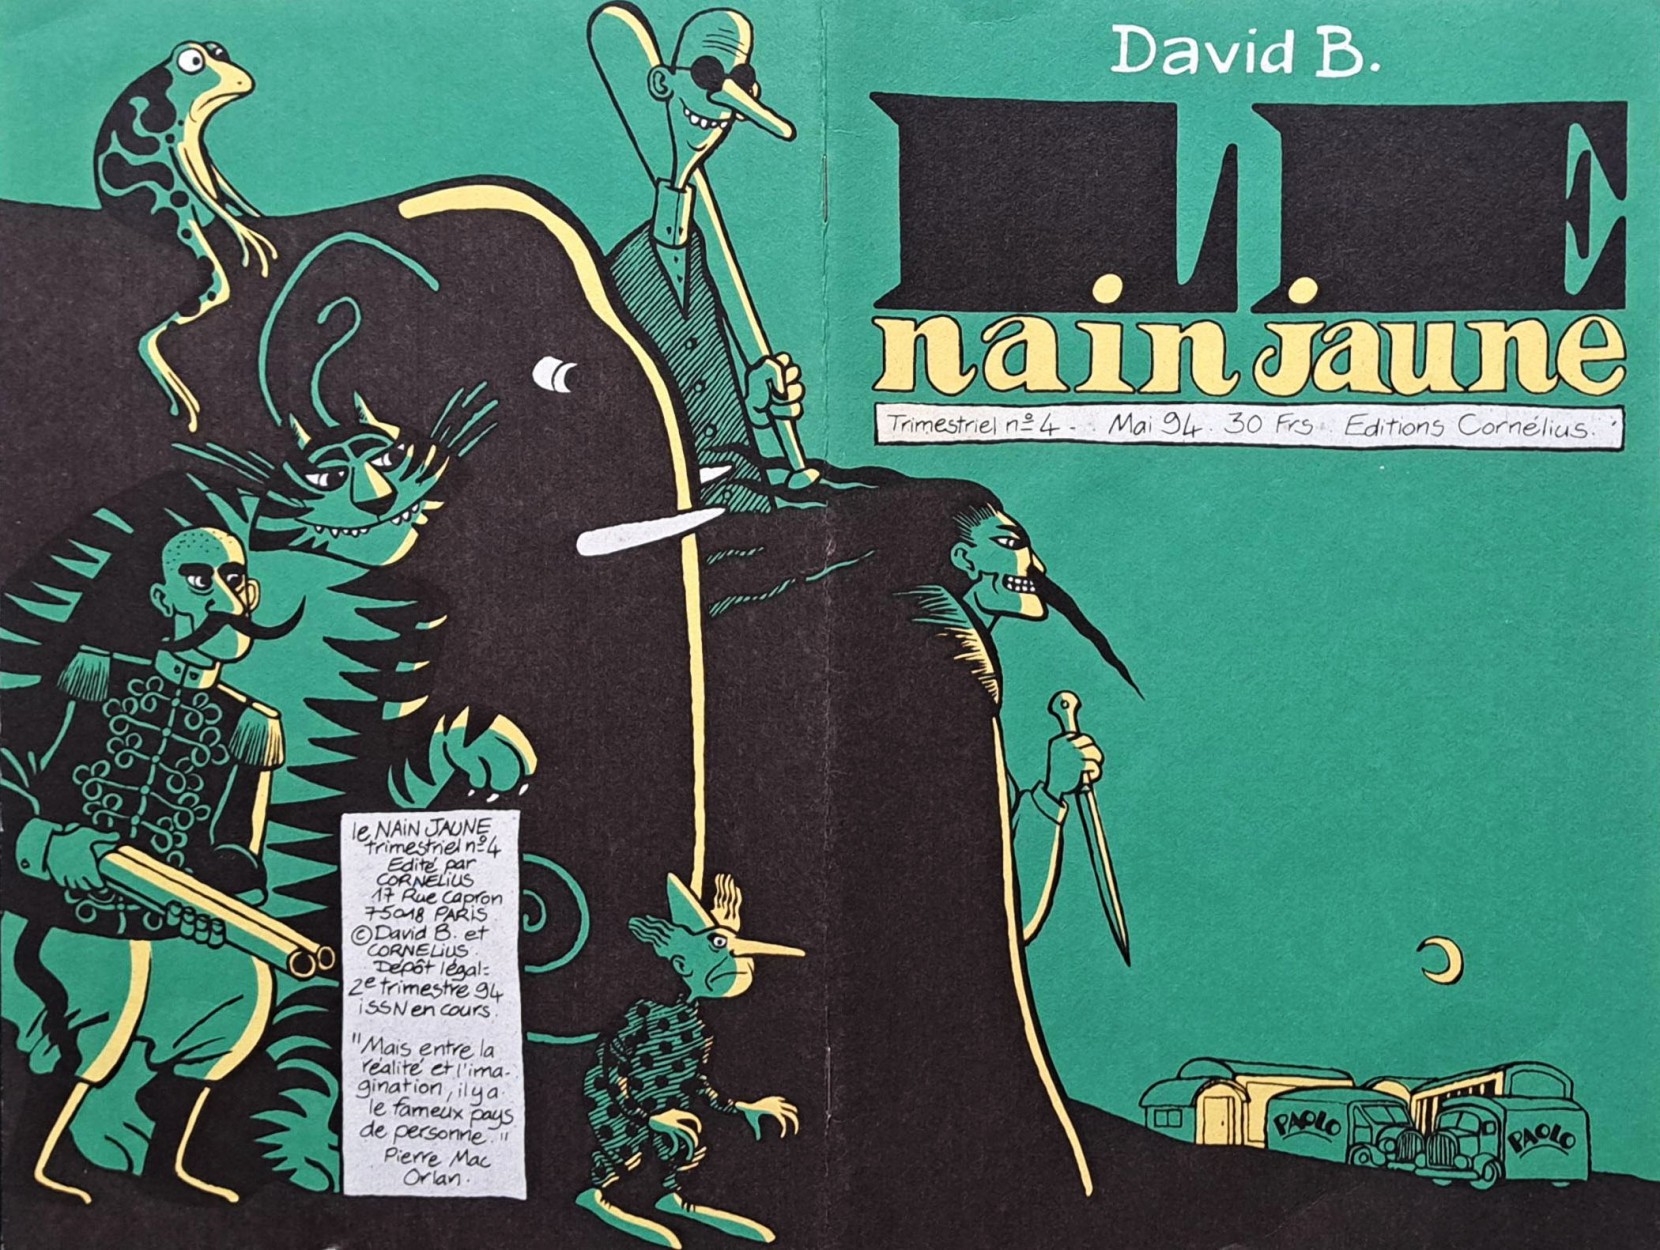 David B.
LE
nain jaune
Trimestriel nº 4 - Mai 94. 30 Frs. Editions Cornélius.
le NAIN JAUNE
trimestriel nº 4
Edité par
CORNELIUS
17 Rue Capron
75018 PARIS
© David B. et
CORNELIUS.
Dépôt légal:
2e trimestre 94
ISSN en cours.
"Mais entre la
réalité et l'ima-
gination, il y a
le fameux pays
de personne."
Pierre Mac
Orlan.
PAOLO
PAOLO